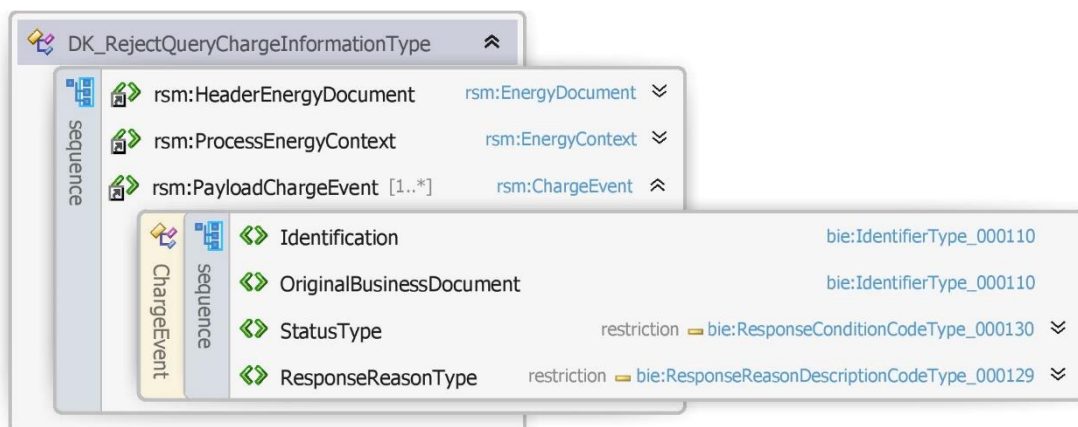 DK_RejectQueryChargeInformationType
sequence
rsm:HeaderEnergyDocument rsm:EnergyDocument
rsm:ProcessEnergyContext rsm:EnergyContext
rsm:PayloadChargeEvent [1..*] rsm:ChargeEvent
ChargeEvent
sequence
Identification bie:IdentifierType_000110
OriginalBusinessDocument bie:IdentifierType_000110
StatusType restriction bie:ResponseConditionCodeType_000130
ResponseReasonType restriction bie:ResponseReasonDescriptionCodeType_000129